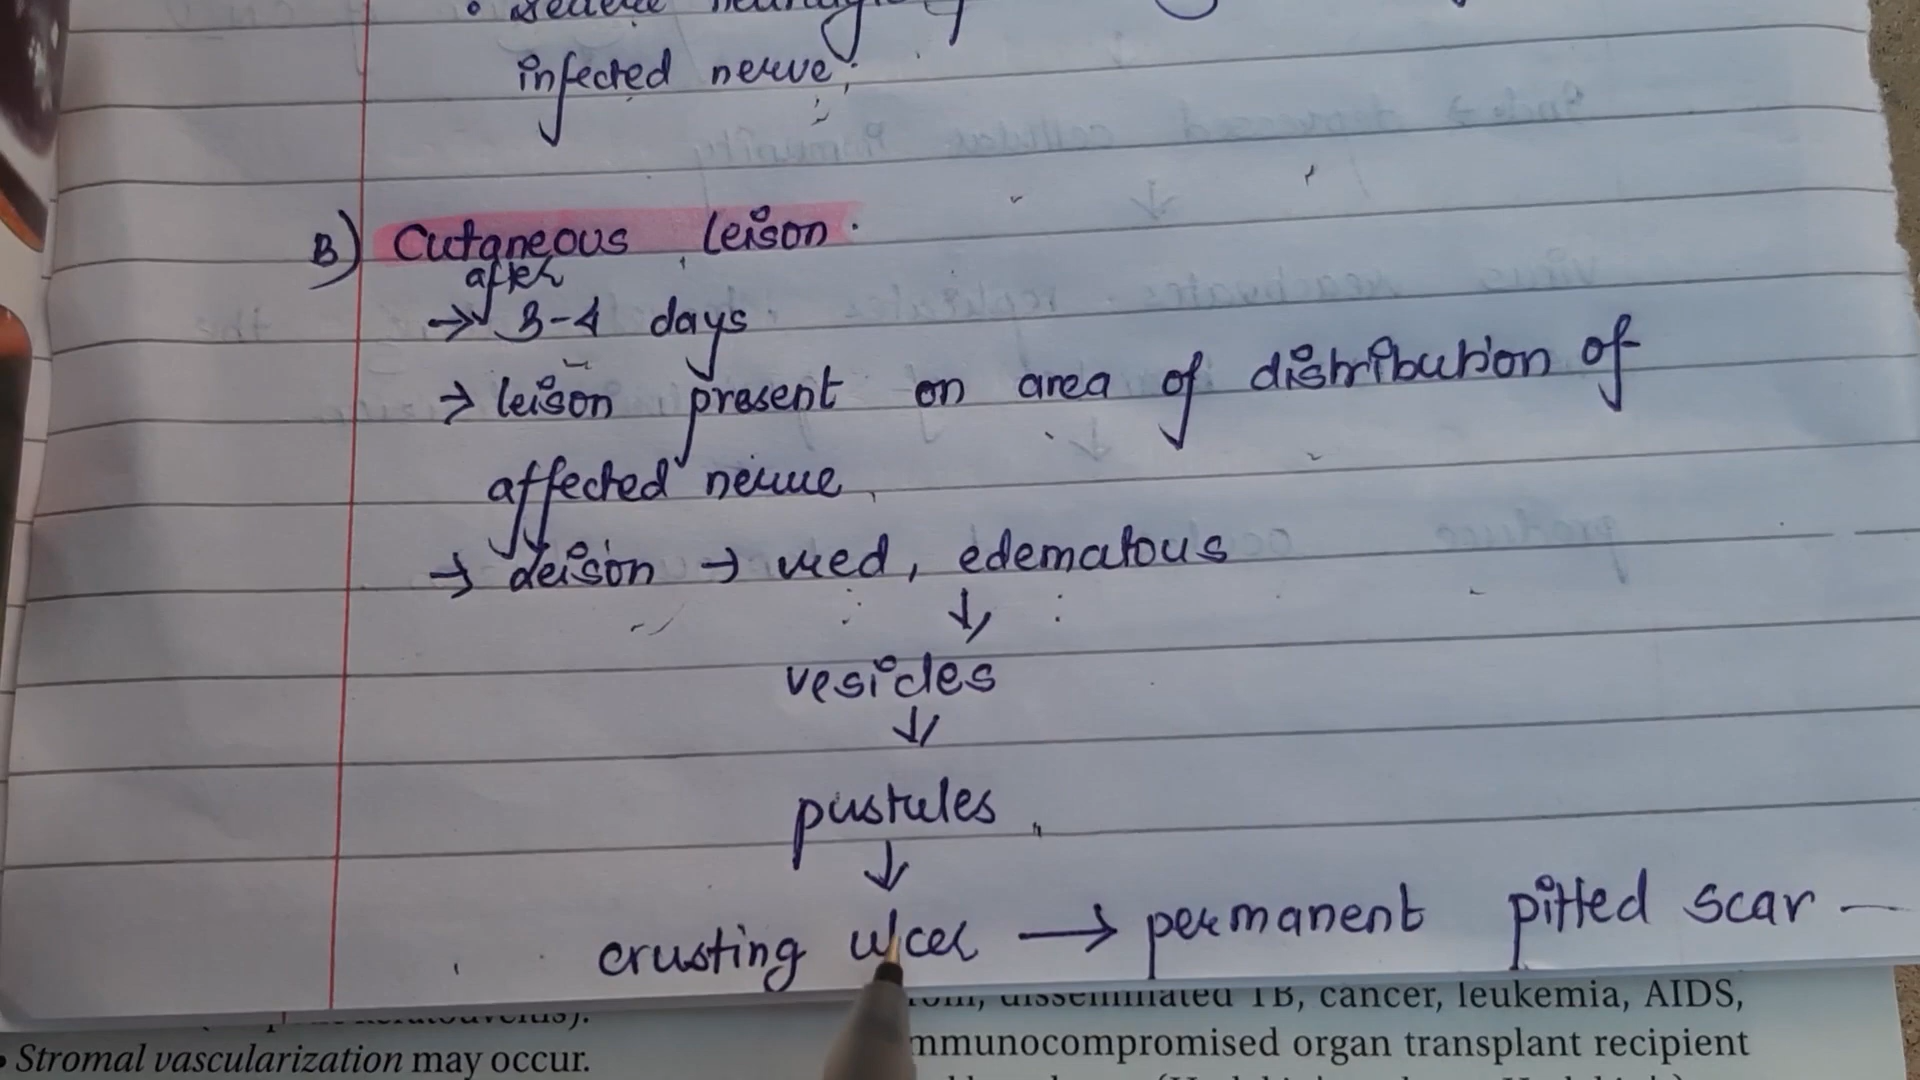 infected nerve.
B) Cutaneous leison.
after
→ 3-4 days
→ leison present on area of distribution of
affected nerve
→ leison → red, edematous
↓
vesicles
↓
pustules
↓
crusting ulcer → permanent pitted scar -
disseminated TB, cancer, leukemia, AIDS,
• Stromal vascularization may occur.
mmunocompromised organ transplant recipient